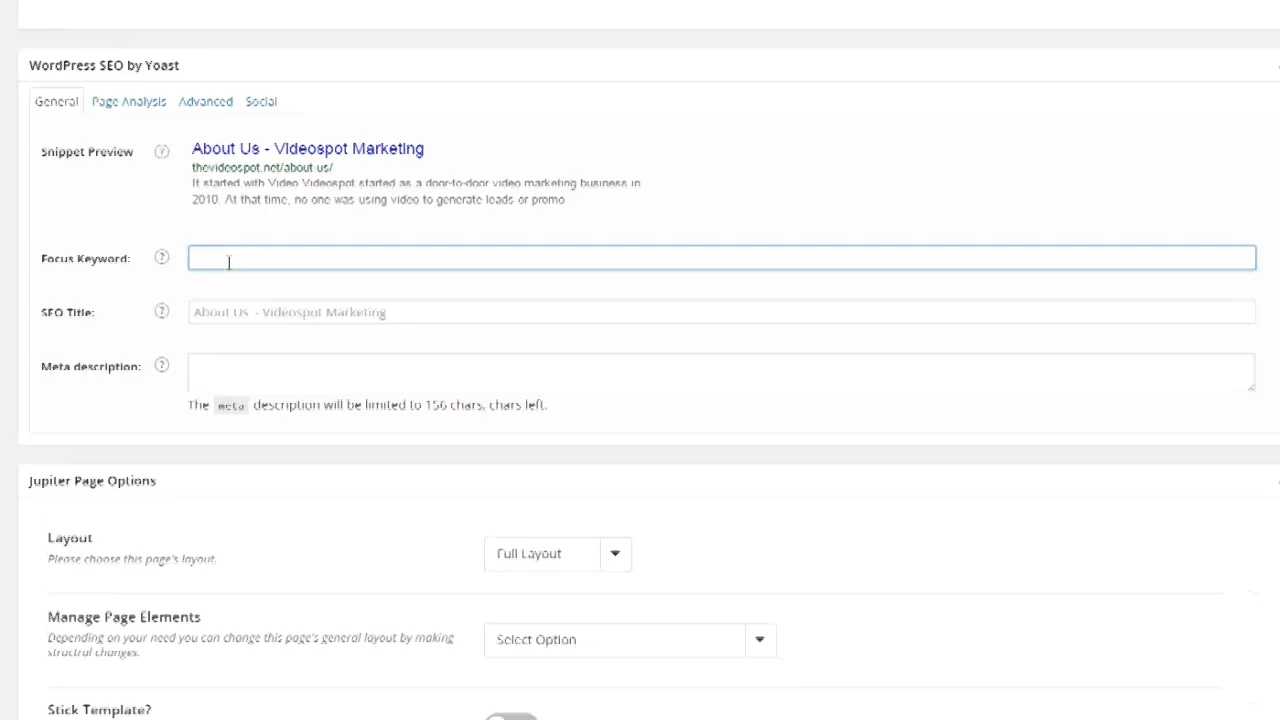 WordPress SEO by Yoast
General Page Analysis Advanced Social
Snippet Preview ? About Us - Videospot Marketing
thevideospot.net/about-us/
It started with Video Videospot started as a door-to-door video marketing business in
2010. At that time, no one was using video to generate leads or promo
Focus Keyword: ?
SEO Title: ? About Us - Videospot Marketing
Meta description: ?
The meta description will be limited to 156 chars, chars left.
Jupiter Page Options
Layout
Please choose this page's layout.
Full Layout
Manage Page Elements
Depending on your need you can change this page's general layout by making
structral changes.
Select Option
Stick Template?